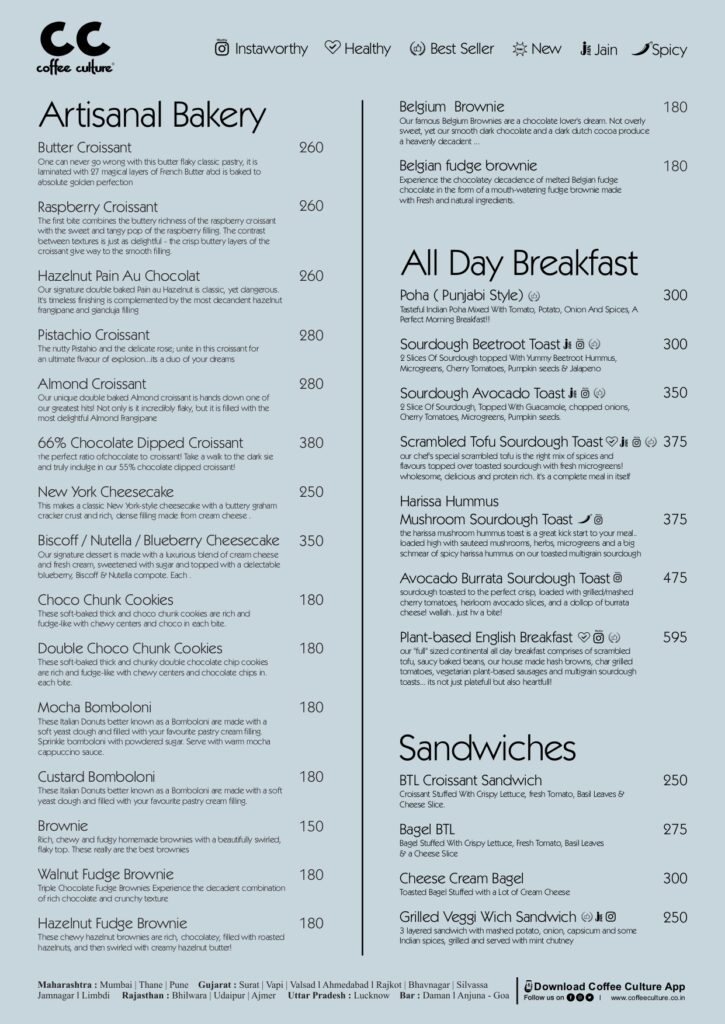 CC
coffee culture
Instaworthy Healthy Best Seller New Jain Spicy
Artisanal Bakery
Butter Croissant 260
One can never go wrong with this butter flaky classic pastry, it is
laminated with 27 magical layers of French Butter abd is baked to
absolute golden perfection
Raspberry Croissant 260
The first bite combines the buttery richness of the raspberry croissant
with the sweet and tangy pop of the raspberry filling. The contrast
between textures is just as delightful - the crisp buttery layers of the
croissant give way to the smooth filling.
Hazelnut Pain Au Chocolat 260
Our signature double baked Pain au Hazelnut is classic, yet dangerous.
It's timeless finishing is complemented by the most decandent hazelnut
frangipane and gianduja filling
Pistachio Croissant 280
The nutty Pistahio and the delicate rose; unite in this croissant for
an ultimate flvaour of explosion...its a duo of your dreams
Almond Croissant 280
Our unique double baked Almond croissant is hands down one of
our greatest hits! Not only is it incredibly flaky, but it is filled with the
most delightful Almond Frangipane
66% Chocolate Dipped Croissant 380
The perfect ratio ofchocolate to croissant! Take a walk to the dark sie
and truly indulge in our 55% chocolate dipped croissant!
New York Cheesecake 250
This makes a classic New York-style cheesecake with a buttery graham
cracker crust and rich, dense filling made from cream cheese .
Biscoff / Nutella / Blueberry Cheesecake 350
Our signature dessert is made with a luxurious blend of cream cheese
and fresh cream, sweetened with sugar and topped with a delectable
blueberry, Biscoff & Nutella compote. Each .
Choco Chunk Cookies 180
These soft-baked thick and choco chunk cookies are rich and
fudge-like with chewy centers and choco in each bite.
Double Choco Chunk Cookies 180
These soft-baked thick and chunky double chocolate chip cookies
are rich and fudge-like with chewy centers and chocolate chips in.
each bite.
Mocha Bomboloni 180
These Italian Donuts better known as a Bomboloni are made with a
soft yeast dough and filled with your favourite pastry cream filling.
Sprinkle bomboloni with powdered sugar. Serve with warm mocha
cappuccino sauce.
Custard Bomboloni 180
These Italian Donuts better known as a Bomboloni are made with a soft
yeast dough and filled with your favourite pastry cream filling.
Brownie 150
Rich, chewy and fudgy homemade brownies with a beautifully swirled,
flaky top. These really are the best brownies
Walnut Fudge Brownie 180
Triple Chocolate Fudge Brownies Experience the decadent combination
of rich chocolate and crunchy texture
Hazelnut Fudge Brownie 180
These chewy hazelnut brownies are rich, chocolatey, filled with roasted
hazelnuts, and then swirled with creamy hazelnut butter!
Belgium Brownie 180
Our famous Belgium Brownies are a chocolate lover's dream. Not overly
sweet, yet our smooth dark chocolate and a dark dutch cocoa produce
a heavenly decadent ...
Belgian fudge brownie 180
Experience the chocolatey decadence of melted Belgian fudge
chocolate in the form of a mouth-watering fudge brownie made
with Fresh and natural ingredients.
All Day Breakfast
Poha ( Punjabi Style) 300
Tasteful Indian Poha Mixed With Tomato, Potato, Onion And Spices, A
Perfect Morning Breakfast!!
Sourdough Beetroot Toast 300
2 Slices Of Sourdough topped With Yummy Beetroot Hummus,
Microgreens, Cherry Tomatoes, Pumpkin seeds & Jalapeno
Sourdough Avocado Toast 350
2 Slice Of Sourdough, Topped With Guacamole, chopped onions,
Cherry Tomatoes, Microgreens, Pumpkin seeds.
Scrambled Tofu Sourdough Toast 375
our chef's special scrambled tofu is the right mix of spices and
flavours topped over toasted sourdough with fresh microgreens!
wholesome, delicious and protein rich. it's a complete meal in itself
Harissa Hummus
Mushroom Sourdough Toast 375
the harissa mushroom hummus toast is a great kick start to your meal..
loaded high with sauteed mushrooms, herbs, microgreens and a big
schmear of spicy harissa hummus on our toasted multigrain sourdough
Avocado Burrata Sourdough Toast 475
sourdough toasted to the perfect crisp, loaded with grilled/mashed
cherry tomatoes, heirloom avocado slices, and a dollop of burrata
cheese! wallah.. just hv a bite!
Plant-based English Breakfast 595
our "full" sized continental all day breakfast comprises of scrambled
tofu, saucy baked beans, our house made hash browns, char grilled
tomatoes, vegetarian plant-based sausages and multigrain sourdough
toasts... its not just platefull but also heartfull!
Sandwiches
BTL Croissant Sandwich 250
Croissant Stuffed With Crispy Lettuce, fresh Tomato, Basil Leaves &
Cheese Slice.
Bagel BTL 275
Bagel Stuffed With Crispy Lettuce, Fresh Tomato, Basil Leaves
& a Cheese Slice
Cheese Cream Bagel 300
Toasted Bagel Stuffed with a Lot of Cream Cheese
Grilled Veggi Wich Sandwich 250
3 layered sandwich with mashed potato, onion, capsicum and some
Indian spices, grilled and served with mint chutney
Maharashtra : Mumbai | Thane | Pune Gujarat : Surat | Vapi | Valsad l Ahmedabad l Rajkot | Bhavnagar | Silvassa
Jamnagar l Limbdi Rajasthan : Bhilwara | Udaipur | Ajmer Uttar Pradesh : Lucknow Bar : Daman l Anjuna - Goa
Download Coffee Culture App
Follow us on | www.coffeeculture.co.in